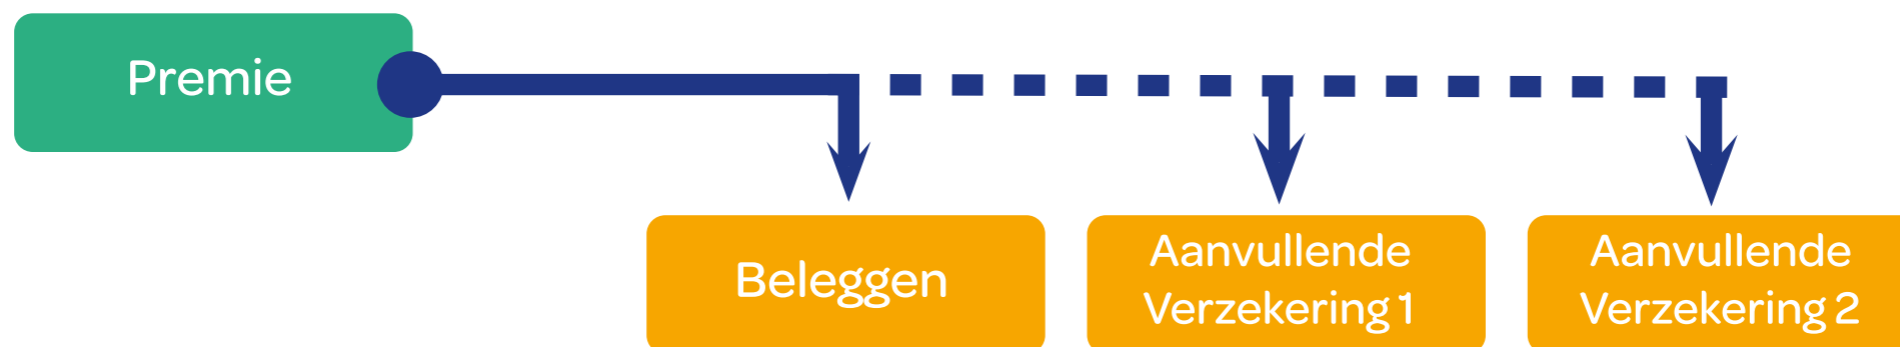 Premie
Beleggen
Aanvullende
Verzekering 1
Aanvullende
Verzekering 2